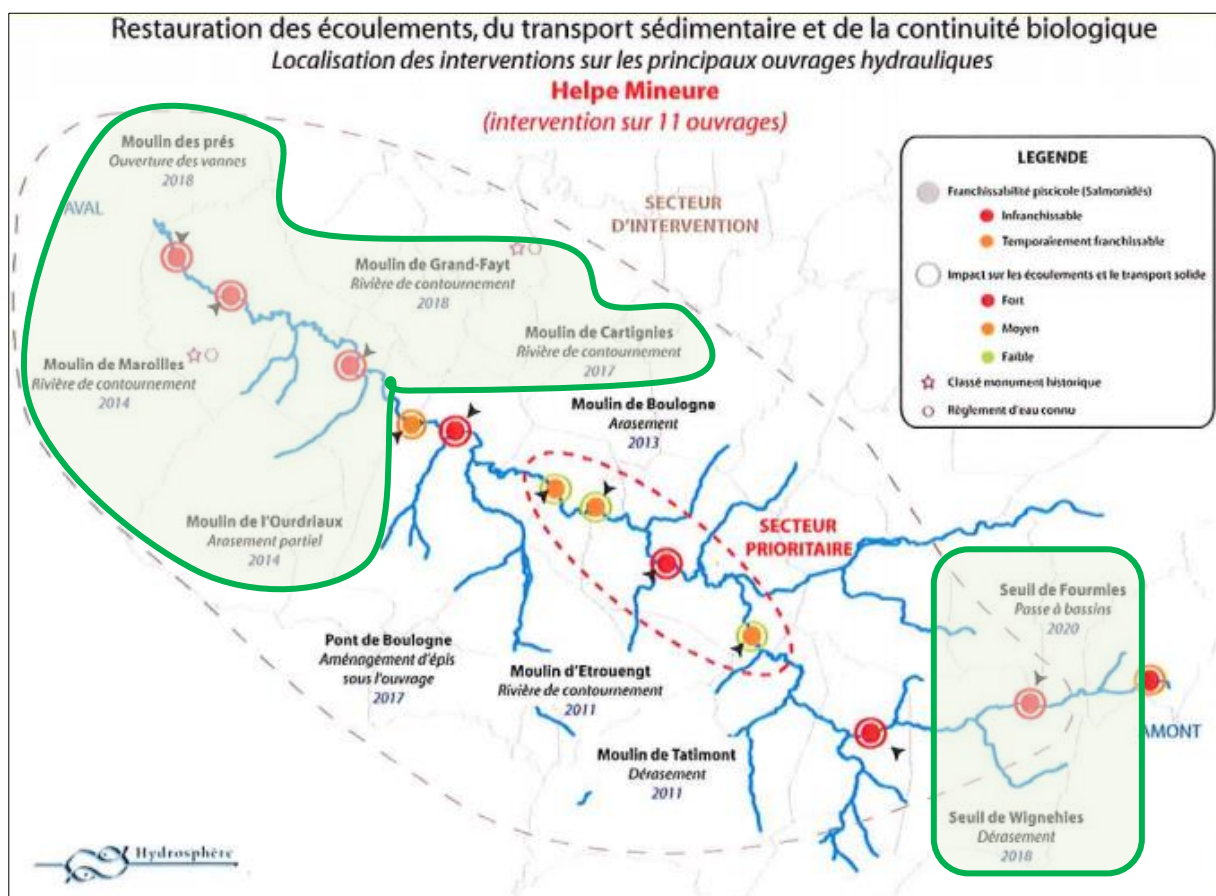 Restauration des écoulements, du transport sédimentaire et de la continuité biologique
Localisation des interventions sur les principaux ouvrages hydrauliques
Helpe Mineure
(intervention sur 11 ouvrages)
Moulin des prés
Ouverture des vannes
2018
AVAL
SECTEUR
D'INTERVENTION
LEGENDE
Franchissabilité piscicole (Salmonidés)
Infranchissable
Temporairement franchissable
Impact sur les écoulements et le transport solide
Fort
Moyen
Faible
Classé monument historique
Règlement d'eau connu
Moulin de Grand-Fayt
Rivière de contournement
2018
Moulin de Cartignies
Rivière de contournement
2017
Moulin de Maroilles
Rivière de contournement
2014
Moulin de Boulogne
Arasement
2013
Moulin de l'Ourdriaux
Arasement partiel
2014
SECTEUR
PRIORITAIRE
Seuil de Fourmies
Passe à bassins
2020
Pont de Boulogne
Aménagement d'épis
sous l'ouvrage
2017
Moulin d'Etrouengt
Rivière de contournement
2011
AMONT
Moulin de Tatimont
Dérasement
2011
Seuil de Wignehies
Dérasement
2018
Hydrosphère